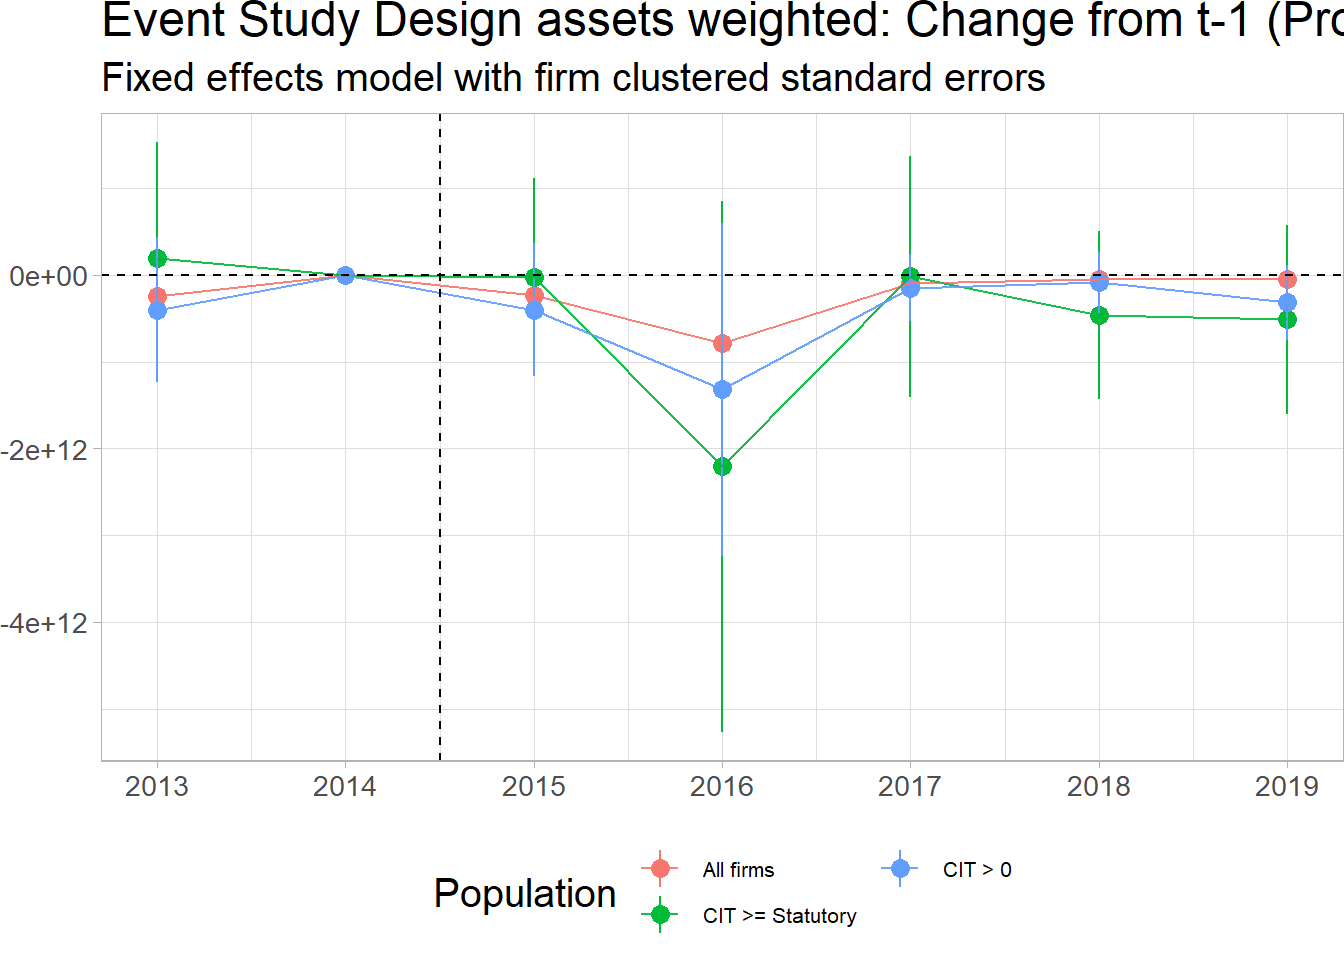 Event Study Design assets weighted: Change from t-1 (Pro
Fixed effects model with firm clustered standard errors
0e+00
-2e+12
-4e+12
2013 2014 2015 2016 2017 2018 2019
Population
All firms
CIT >= Statutory
CIT > 0